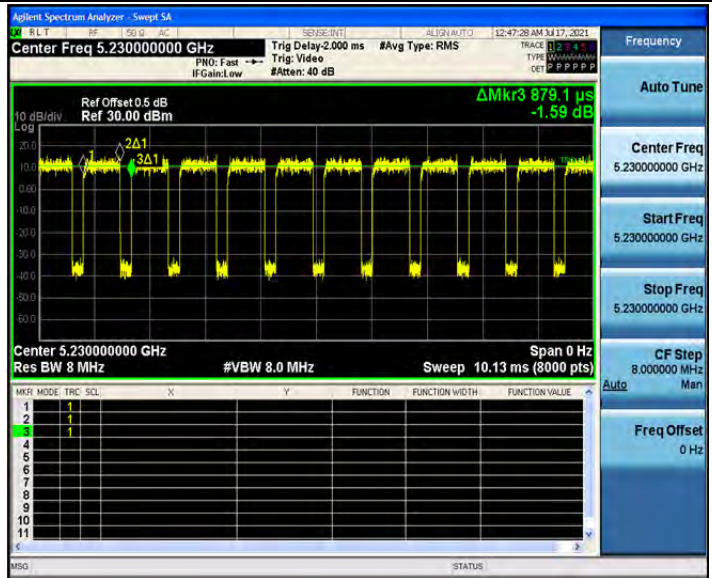 Agilent Spectrum Analyzer - Swept SA
RLT RF 50 Ω AC SENSE:INT ALIGN AUTO 12:47:28 AM Jul 17, 2021
Center Freq 5.230000000 GHz
PNO: Fast
IFGain:Low
Trig Delay-2.000 ms
Trig: Video
#Atten: 40 dB
#Avg Type: RMS
TRACE 1 2 3 4 5 6
TYPE
DET P P P P P P
Frequency
Auto Tune
ΔMkr3 879.1 µs
-1.59 dB
Ref Offset 0.5 dB
10 dB/div Ref 30.00 dBm
Log
20.0
10.0
0.00
-10.0
-20.0
-30.0
-40.0
-50.0
-60.0
1
2Δ1
3Δ1
Center Freq
5.230000000 GHz
Start Freq
5.230000000 GHz
Stop Freq
5.230000000 GHz
CF Step
8.000000 MHz
Auto Man
Freq Offset
0 Hz
Center 5.230000000 GHz Span 0 Hz
Res BW 8 MHz #VBW 8.0 MHz Sweep 10.13 ms (8000 pts)
MKR MODE TRC SCL X Y FUNCTION FUNCTION WIDTH FUNCTION VALUE
1 1
2 1
3 1
4
5
6
7
8
9
10
11
MSG STATUS